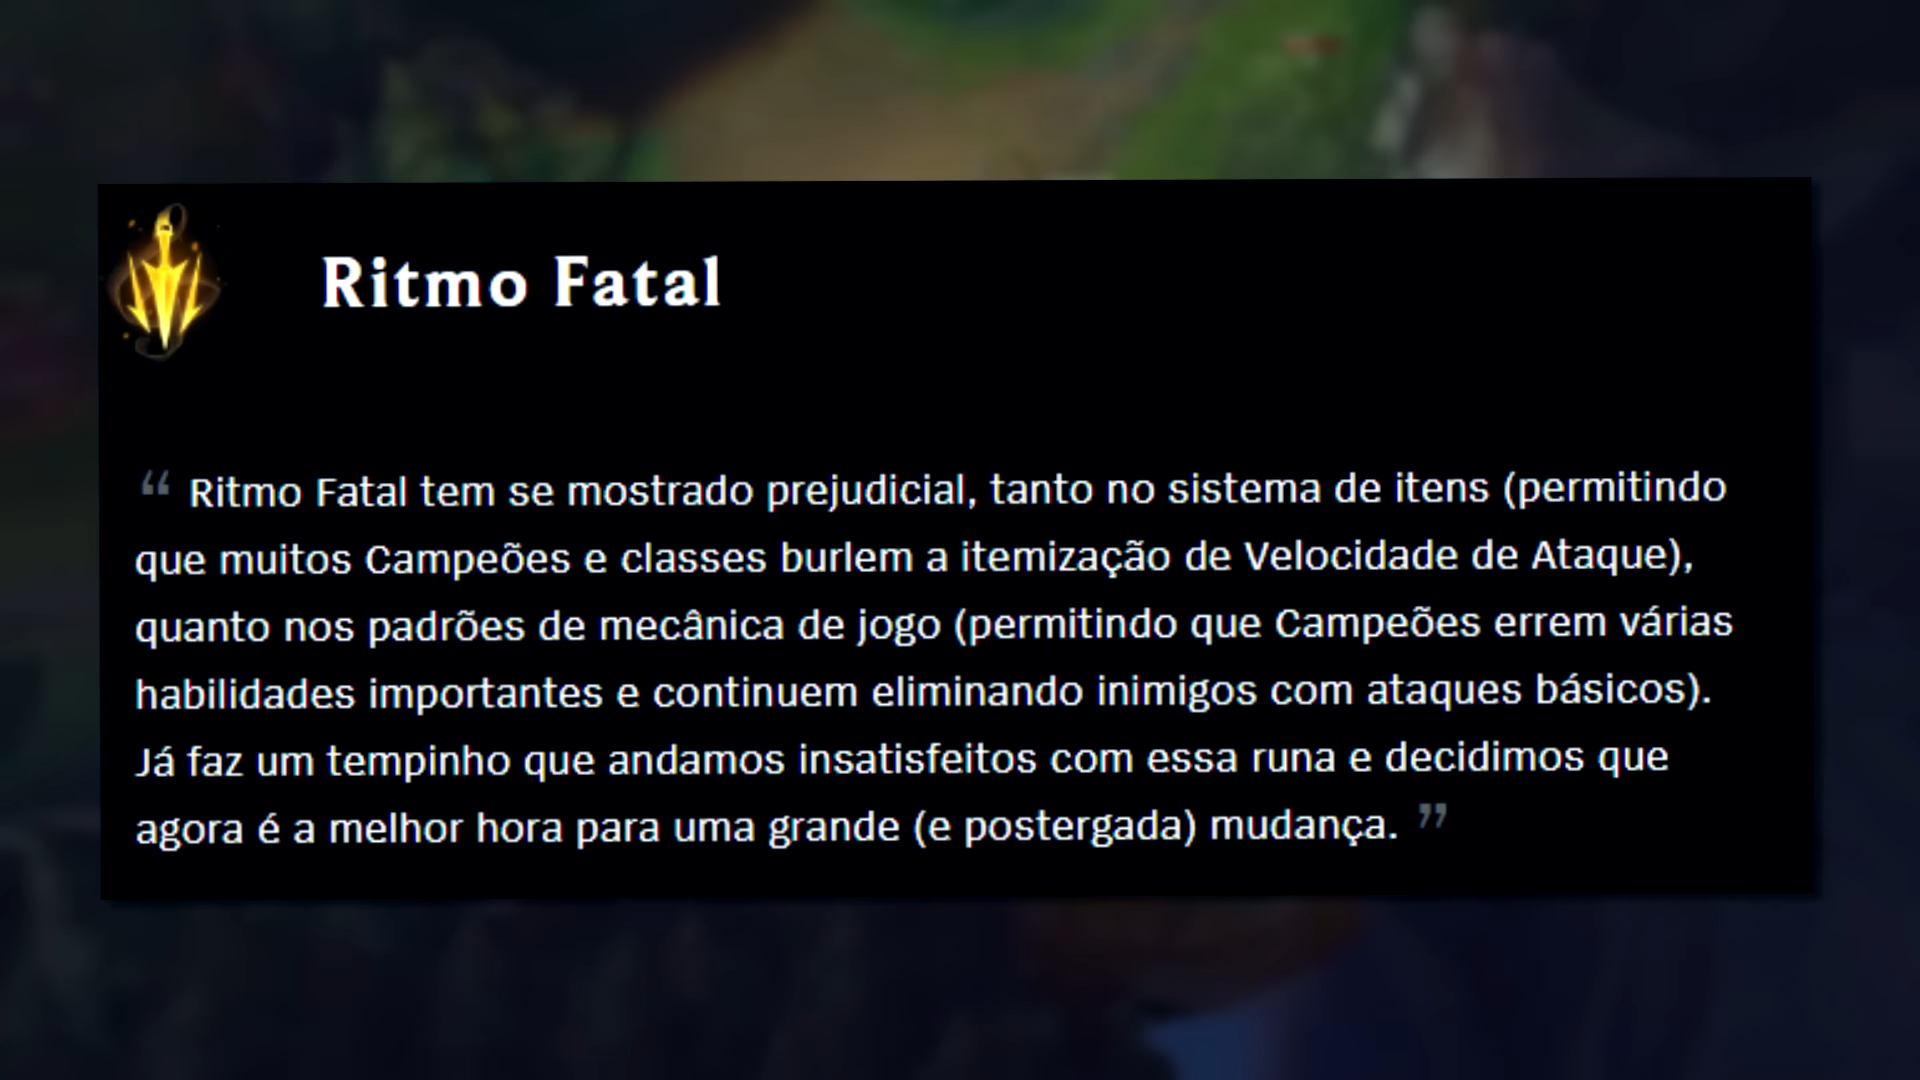 Ritmo Fatal
“ Ritmo Fatal tem se mostrado prejudicial, tanto no sistema de itens (permitindo
que muitos Campeões e classes burlem a itemização de Velocidade de Ataque),
quanto nos padrões de mecânica de jogo (permitindo que Campeões errem várias
habilidades importantes e continuem eliminando inimigos com ataques básicos).
Já faz um tempinho que andamos insatisfeitos com essa runa e decidimos que
agora é a melhor hora para uma grande (e postergada) mudança. ”